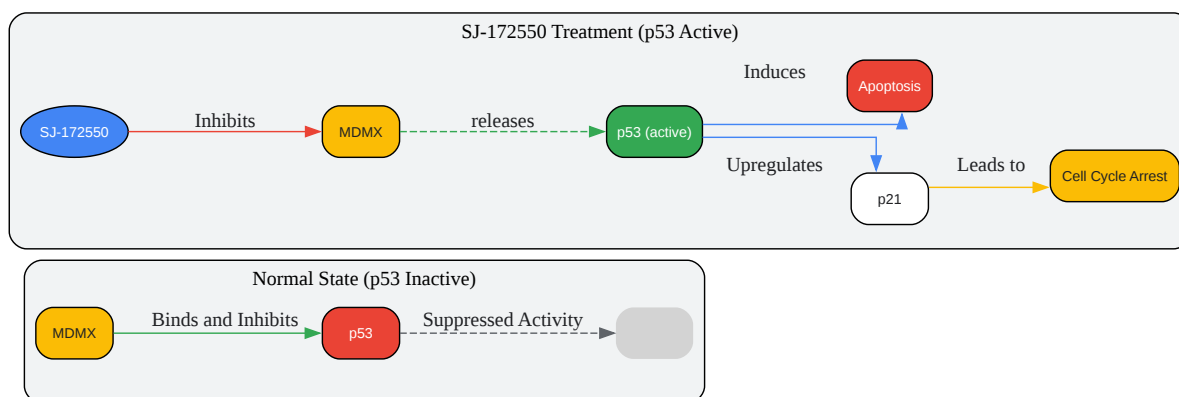 SJ-172550 Treatment (p53 Active)
Induces
Apoptosis
SJ-172550
Inhibits
MDMX
releases
p53 (active)
Upregulates
p21
Leads to
Cell Cycle Arrest
Normal State (p53 Inactive)
MDMX
Binds and Inhibits
p53
Suppressed Activity